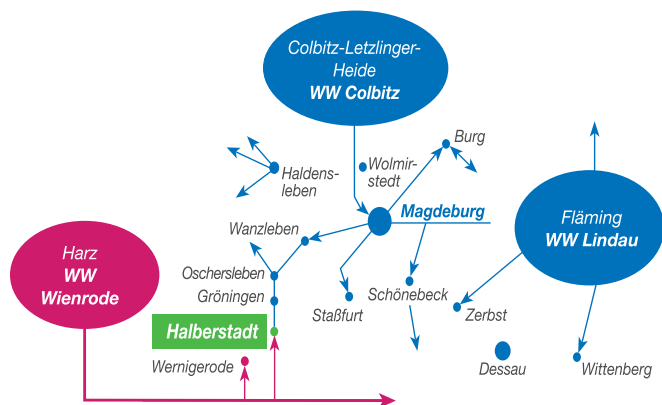 Colbitz-Letzlinger-
Heide
WW Colbitz
Burg
Wolmir-
stedt
Haldens-
leben
Magdeburg
Fläming
WW Lindau
Wanzleben
Harz
WW
Wienrode
Oschersleben
Gröningen
Staßfurt
Schönebeck
Zerbst
Halberstadt
Wernigerode
Dessau
Wittenberg